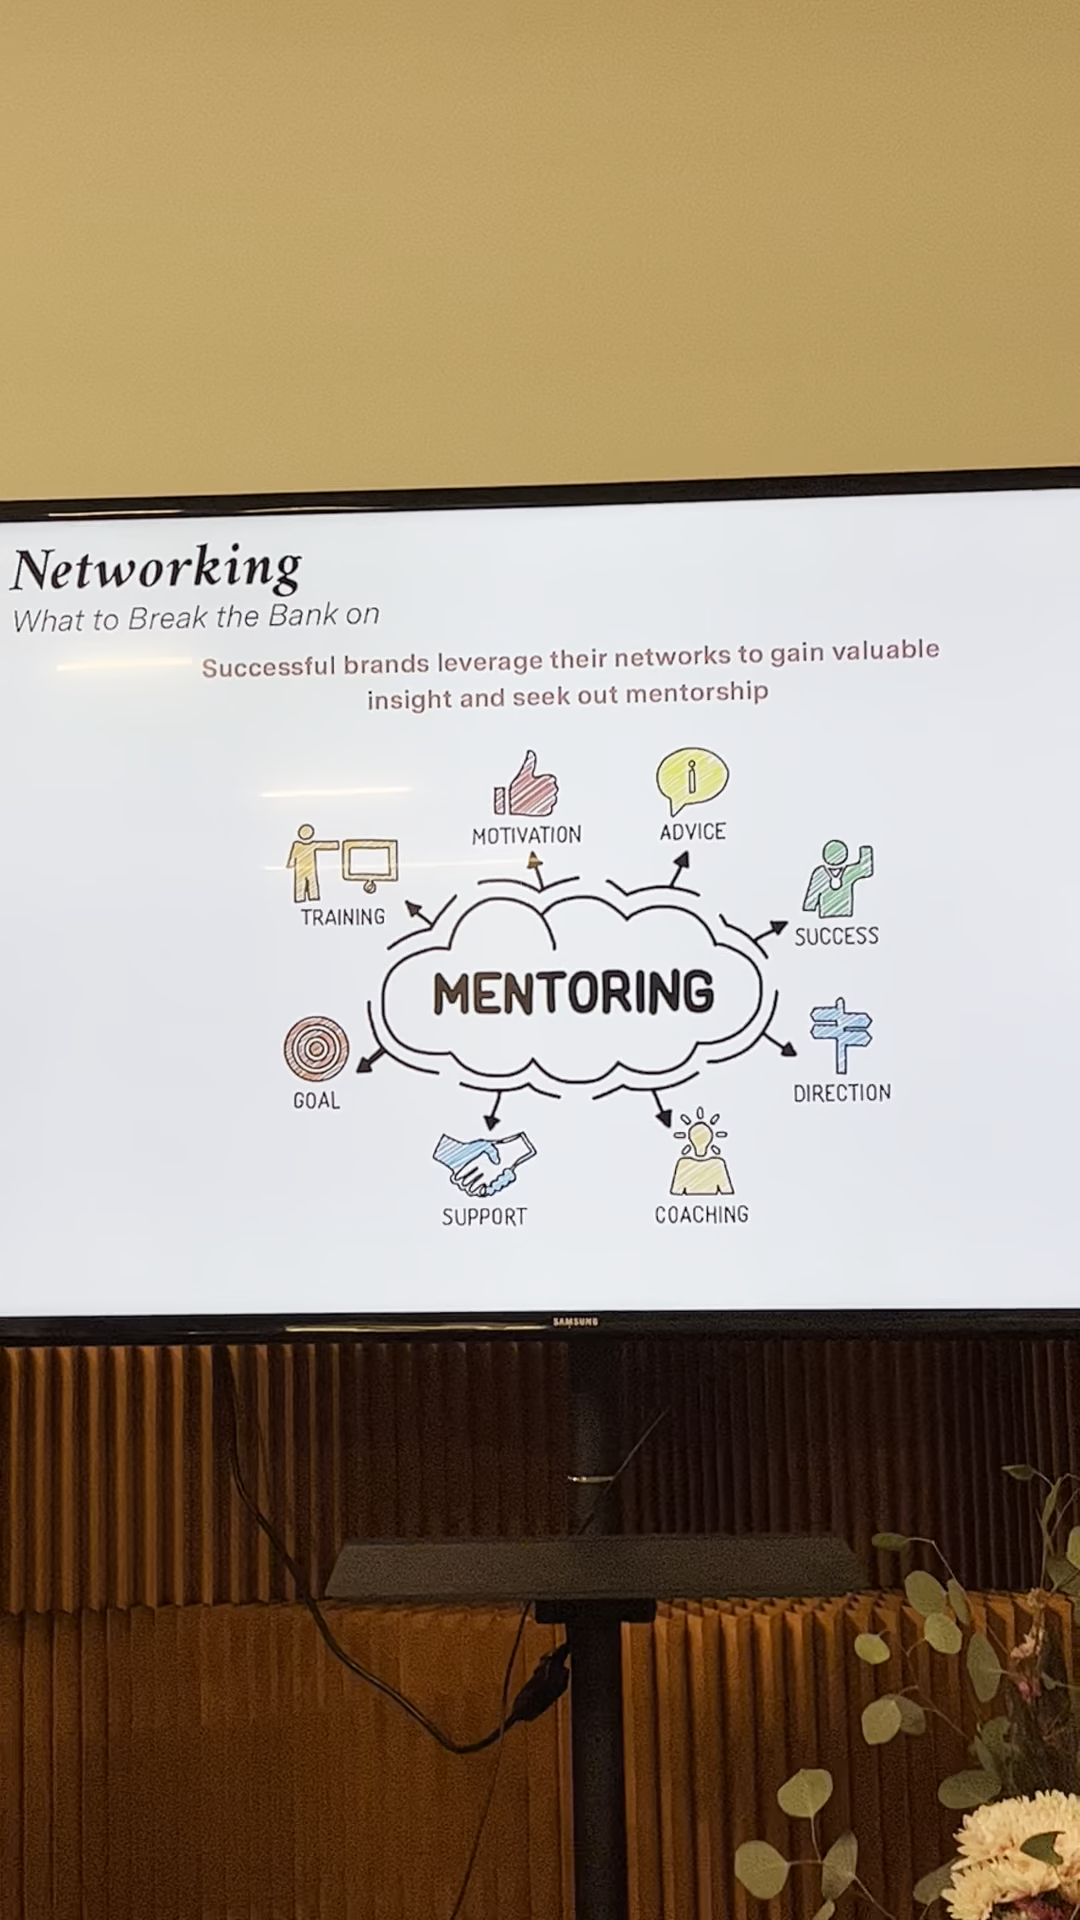 Networking
What to Break the Bank on
Successful brands leverage their networks to gain valuable
insight and seek out mentorship
MOTIVATION
ADVICE
TRAINING
SUCCESS
MENTORING
GOAL
DIRECTION
SUPPORT
COACHING
SAMSUNG